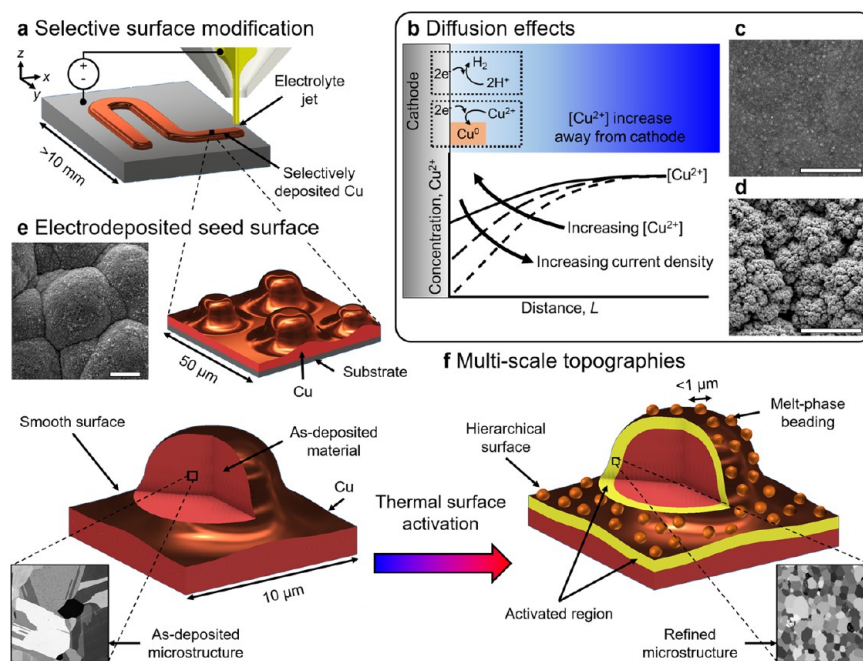 a Selective surface modification
z
x
y
+
-
Electrolyte
jet
>10 mm
Selectively
deposited Cu
b Diffusion effects
Cathode
2e-
H2
2H+
2e-
Cu2+
Cu0
[Cu2+] increase
away from cathode
Concentration, Cu2+
[Cu2+]
Increasing [Cu2+]
Increasing current density
Distance, L
c
d
e Electrodeposited seed surface
50 μm
Substrate
Cu
Smooth surface
As-deposited
material
Cu
10 μm
As-deposited
microstructure
Thermal surface
activation
f Multi-scale topographies
<1 μm
Melt-phase
beading
Hierarchical
surface
Activated region
Refined
microstructure